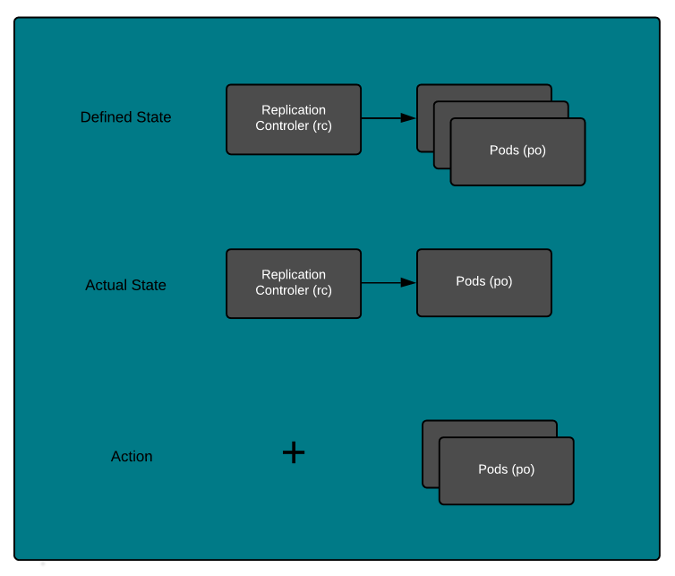 Defined State
Replication
Controler (rc)
Pods (po)
Actual State
Replication
Controler (rc)
Pods (po)
Action
+
Pods (po)